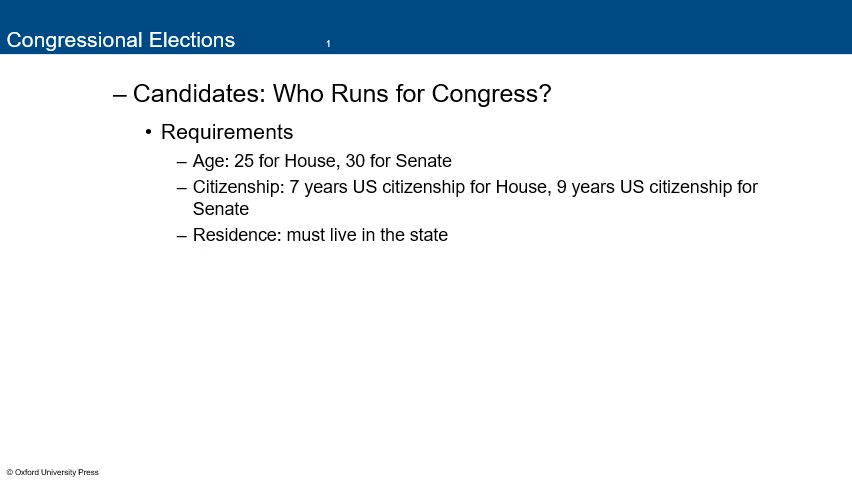 Congressional Elections 1
– Candidates: Who Runs for Congress?
• Requirements
– Age: 25 for House, 30 for Senate
– Citizenship: 7 years US citizenship for House, 9 years US citizenship for
Senate
– Residence: must live in the state
© Oxford University Press